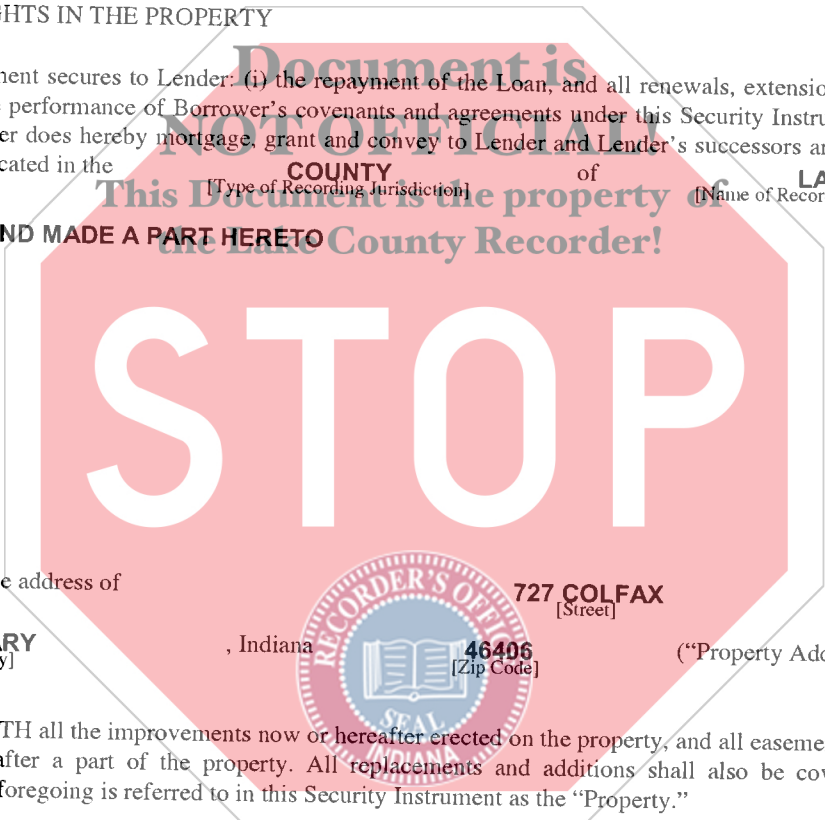 GHTS IN THE PROPERTY
Document is
ment secures to Lender: (i) the repayment of the Loan, and all renewals, extensio
performance of Borrower's covenants and agreements under this Security Instru
NOT OFFICIAL!
er does hereby mortgage, grant and convey to Lender and Lender's successors an
cated in the COUNTY of LA
[Type of Recording Jurisdiction] [Name of Recor
This Document is the property of
ND MADE A PART HERETO
the Lake County Recorder!
STOP
e address of 727 COLFAX
[Street]
RECORDER'S OFFICE
ARY , Indiana 46406 ("Property Add
y] [Zip Code]
SEAL
INDIANA
TH all the improvements now or hereafter erected on the property, and all easeme
after a part of the property. All replacements and additions shall also be cov
foregoing is referred to in this Security Instrument as the "Property."